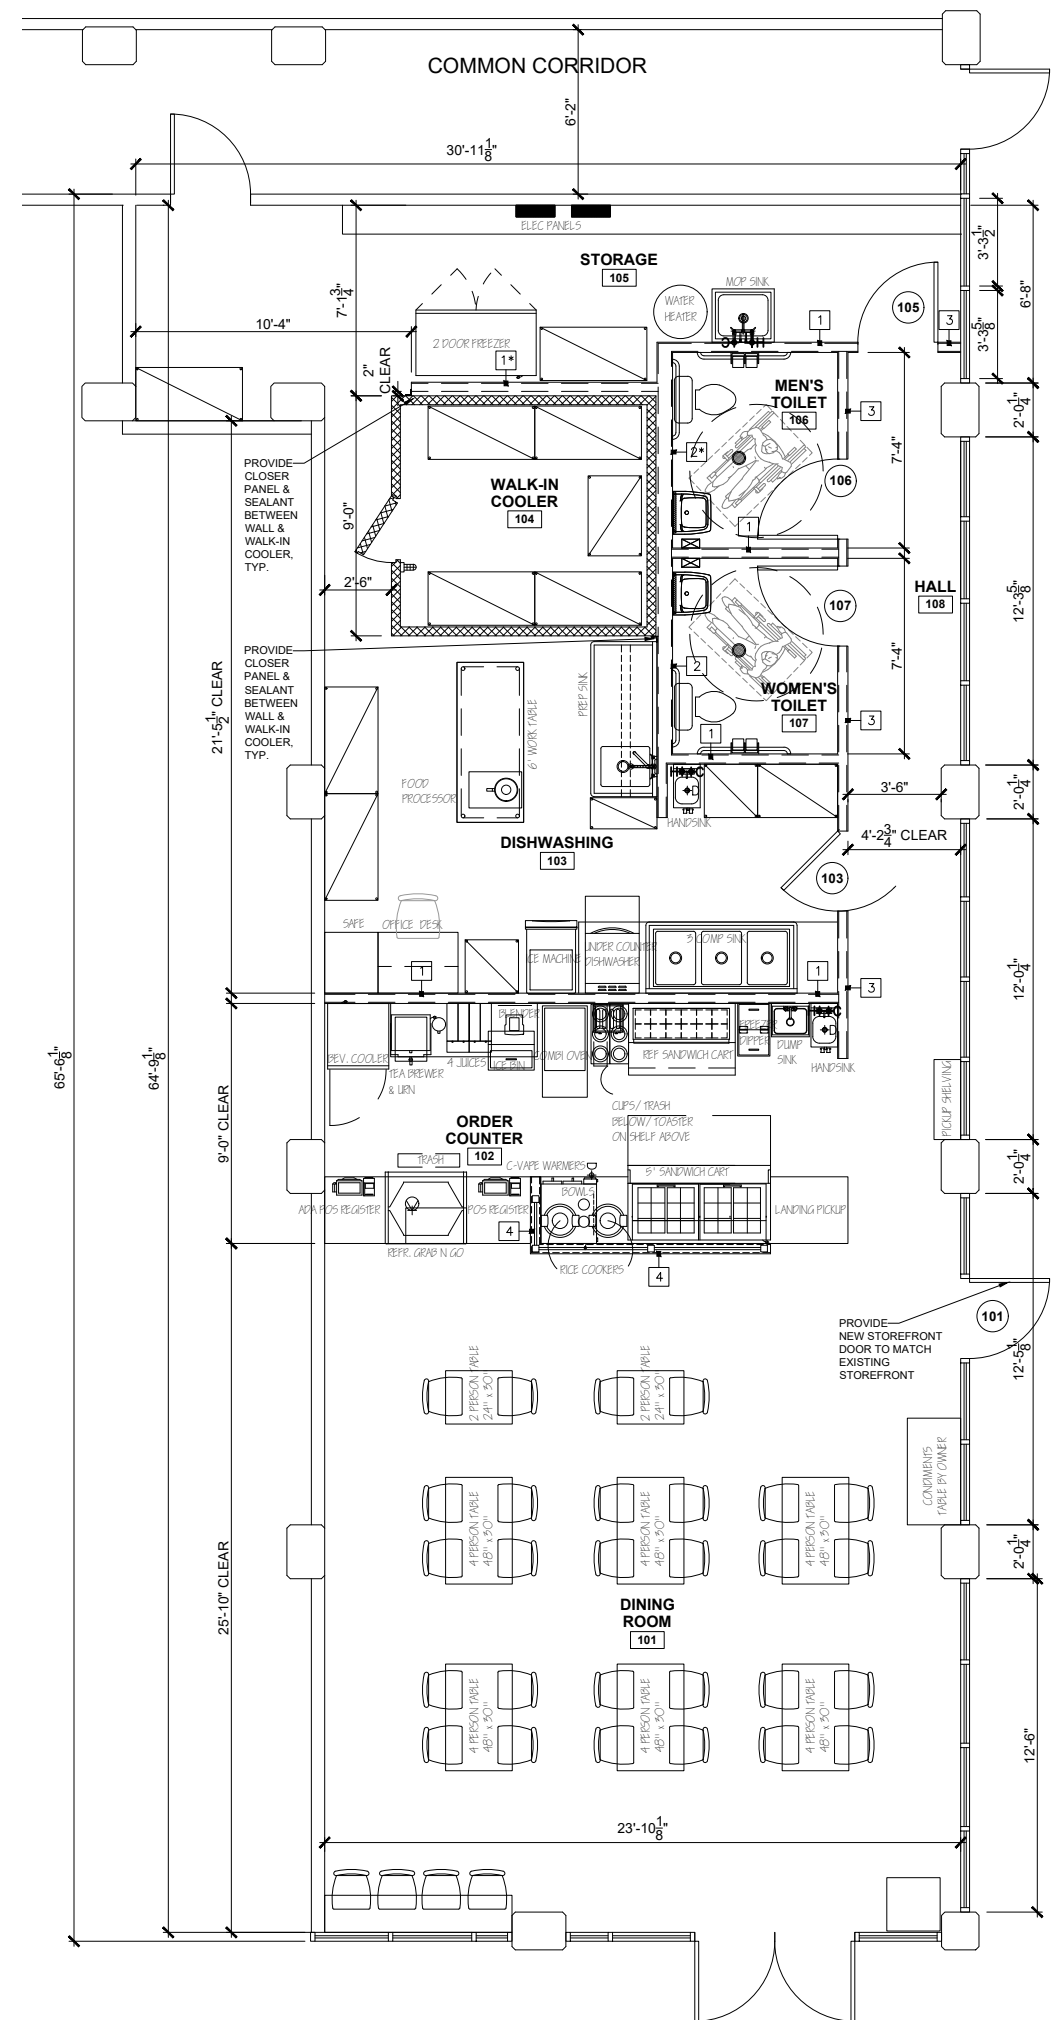 COMMON CORRIDOR
6'-2"
30'-11 1/8"
ELEC PANELS
STORAGE
105
MOP SINK
WATER
HEATER
105
3'-3 1/2"
6'-8"
3'-3 5/8"
7'-1 3/4"
10'-4"
2 DOOR FREEZER
1*
1
3
2"
CLEAR
MEN'S
TOILET
106
3
2'-0 1/4"
7'-4"
2*
PROVIDE
CLOSER
PANEL &
SEALANT
BETWEEN
WALL &
WALK-IN
COOLER,
TYP.
WALK-IN
COOLER
104
106
9'-0"
1
2'-6"
HALL
108
107
12'-3 5/8"
7'-4"
PROVIDE
CLOSER
PANEL &
SEALANT
BETWEEN
WALL &
WALK-IN
COOLER,
TYP.
21'-5 1/2" CLEAR
2
WOMEN'S
TOILET
107
3
1
PREP SINK
6' WORK TABLE
FOOD
PROCESSOR
H C
HANDSINK
3'-6"
2'-0 1/4"
4'-2 3/4" CLEAR
DISHWASHING
103
103
SAFE
OFFICE DESK
ICE MACHINE
UNDER COUNTER
DISHWASHER
3 COMP SINK
1
1
3
12'-0 1/4"
65'-6 1/8"
64'-9 1/8"
BEV. COOLER
TEA BREWER
& URN
4 JUICES
BLENDER
ICE BIN
COMBI OVEN
REF SANDWICH CART
FREEZER
DIPPER
DUMP
SINK
H C
HANDSINK
PICKUP SHELVING
CUPS/ TRASH
BELOW/ TOASTER
ON SHELF ABOVE
9'-0" CLEAR
ORDER
COUNTER
102
TRASH
C-VAPE WARMERS
5' SANDWICH CART
2'-0 1/4"
BOWLS
ADA POS REGISTER
POS REGISTER
LANDING PICKUP
4
REFR. GRAB N GO
RICE COOKERS
4
PROVIDE
NEW STOREFRONT
DOOR TO MATCH
EXISTING
STOREFRONT
101
12'-5 1/8"
2 PERSON TABLE
24" x 30"
2 PERSON TABLE
24" x 30"
CONDIMENTS
TABLE BY OWNER
4 PERSON TABLE
48" x 30"
4 PERSON TABLE
48" x 30"
4 PERSON TABLE
48" x 30"
2'-0 1/4"
25'-10" CLEAR
DINING
ROOM
101
4 PERSON TABLE
48" x 30"
4 PERSON TABLE
48" x 30"
4 PERSON TABLE
48" x 30"
12'-6"
23'-10 1/8"